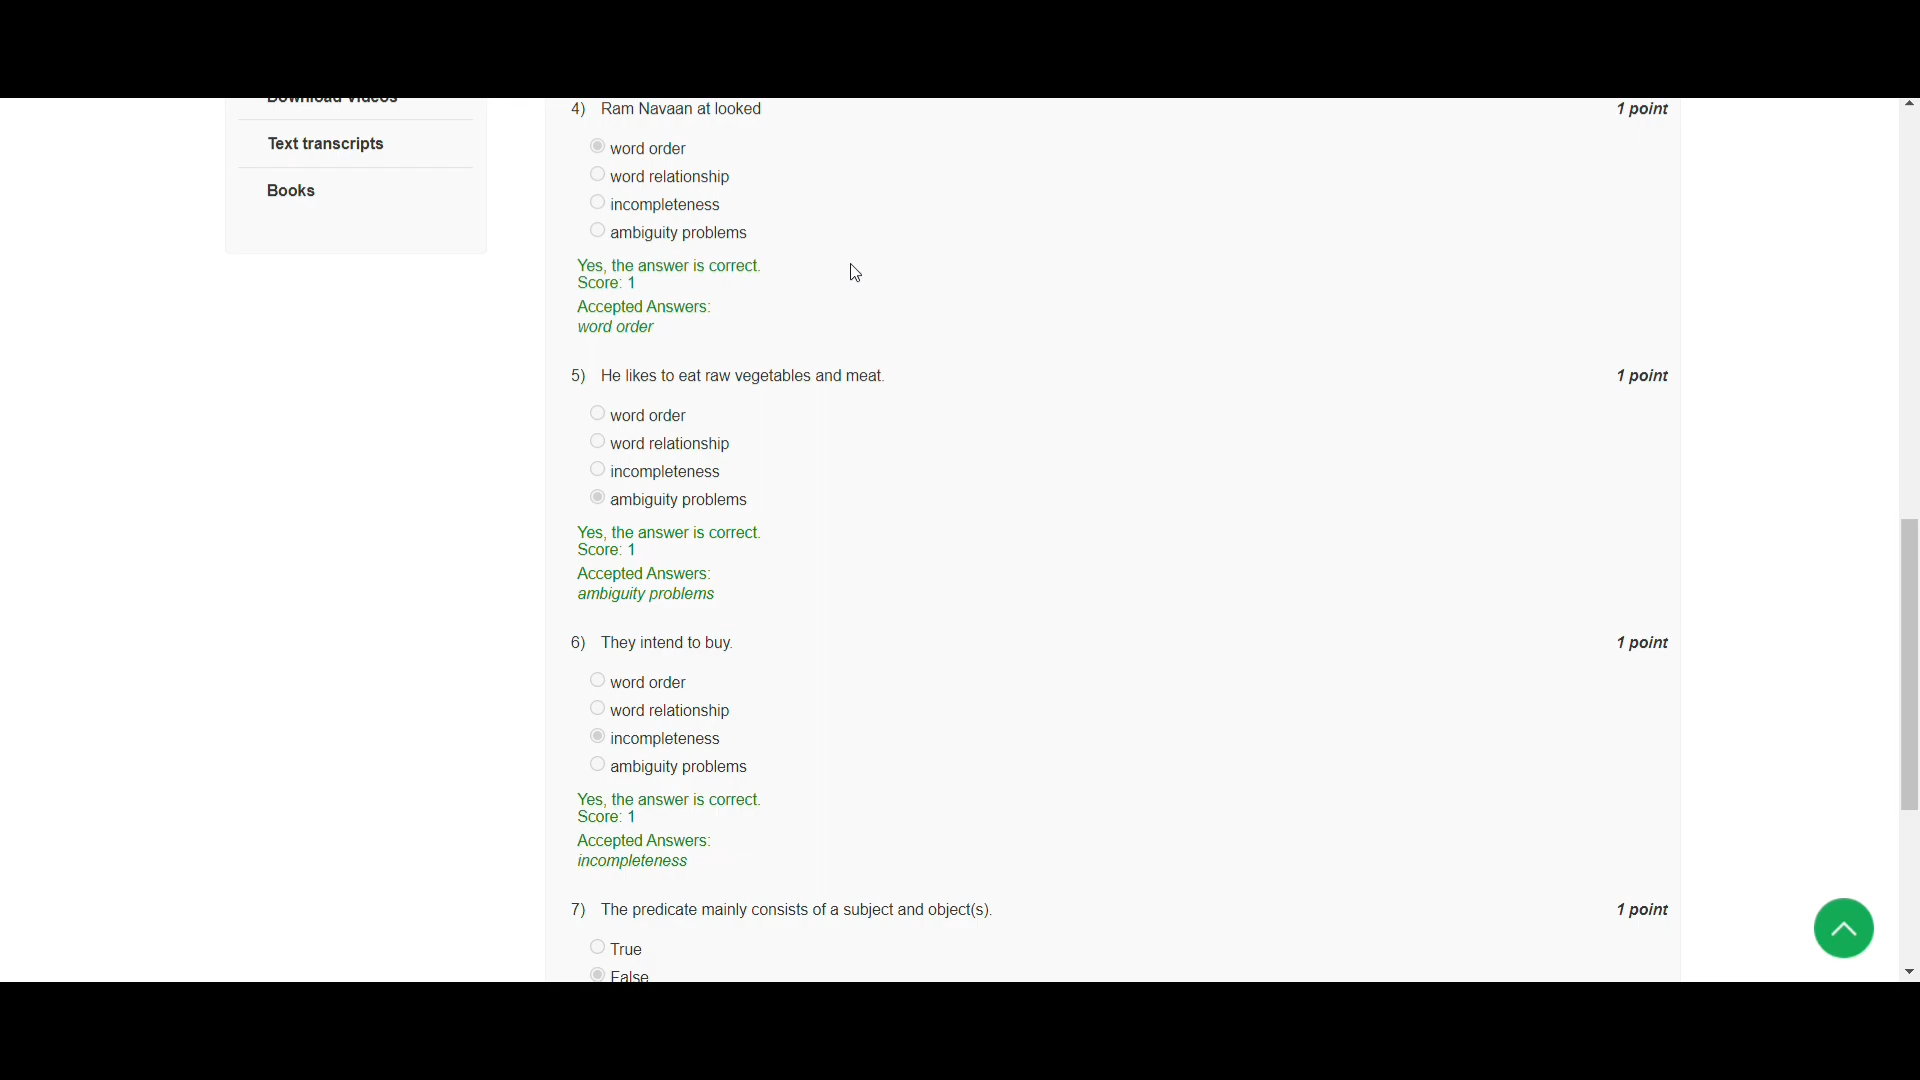 Download Videos
Text transcripts
Books
4) Ram Navaan at looked 1 point
word order
word relationship
incompleteness
ambiguity problems
Yes, the answer is correct.
Score: 1
Accepted Answers:
word order
5) He likes to eat raw vegetables and meat. 1 point
word order
word relationship
incompleteness
ambiguity problems
Yes, the answer is correct.
Score: 1
Accepted Answers:
ambiguity problems
6) They intend to buy. 1 point
word order
word relationship
incompleteness
ambiguity problems
Yes, the answer is correct.
Score: 1
Accepted Answers:
incompleteness
7) The predicate mainly consists of a subject and object(s). 1 point
True
False